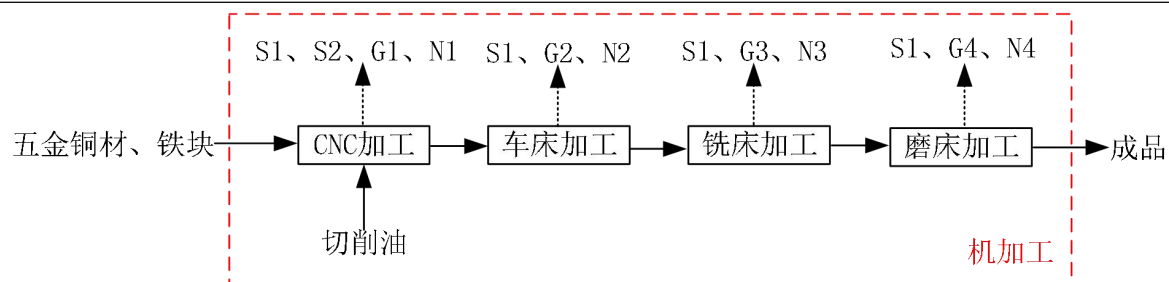 S1、S2、G1、N1
S1、G2、N2
S1、G3、N3
S1、G4、N4
五金铜材、铁块
CNC加工
车床加工
铣床加工
磨床加工
成品
切削油
机加工